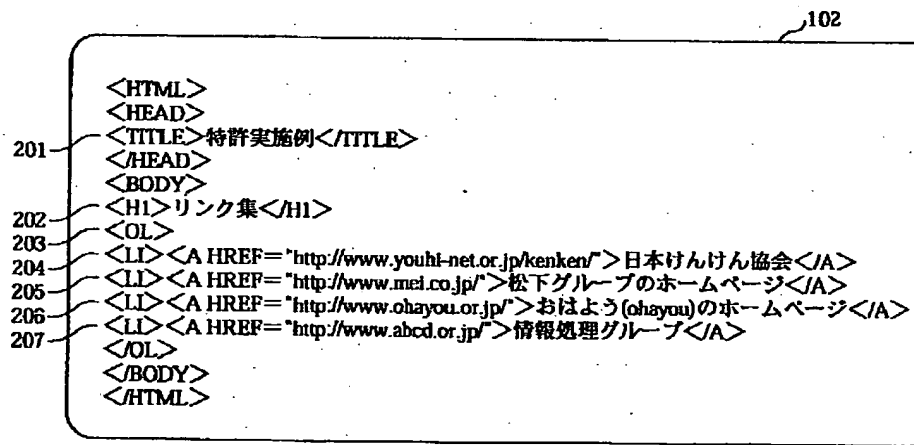 102
<HTML>
<HEAD>
201 <TITLE>特許実施例</TITLE>
</HEAD>
<BODY>
202 <H1>リンク集</H1>
203 <OL>
204 <LI><A HREF="http://www.youhi-net.or.jp/kenken/">日本けんけん協会</A>
205 <LI><A HREF="http://www.mei.co.jp/">松下グループのホームページ</A>
206 <LI><A HREF="http://www.ohayou.or.jp/">おはよう(ohayou)のホームページ</A>
207 <LI><A HREF="http://www.abcd.or.jp/">情報処理グループ</A>
</OL>
</BODY>
</HTML>